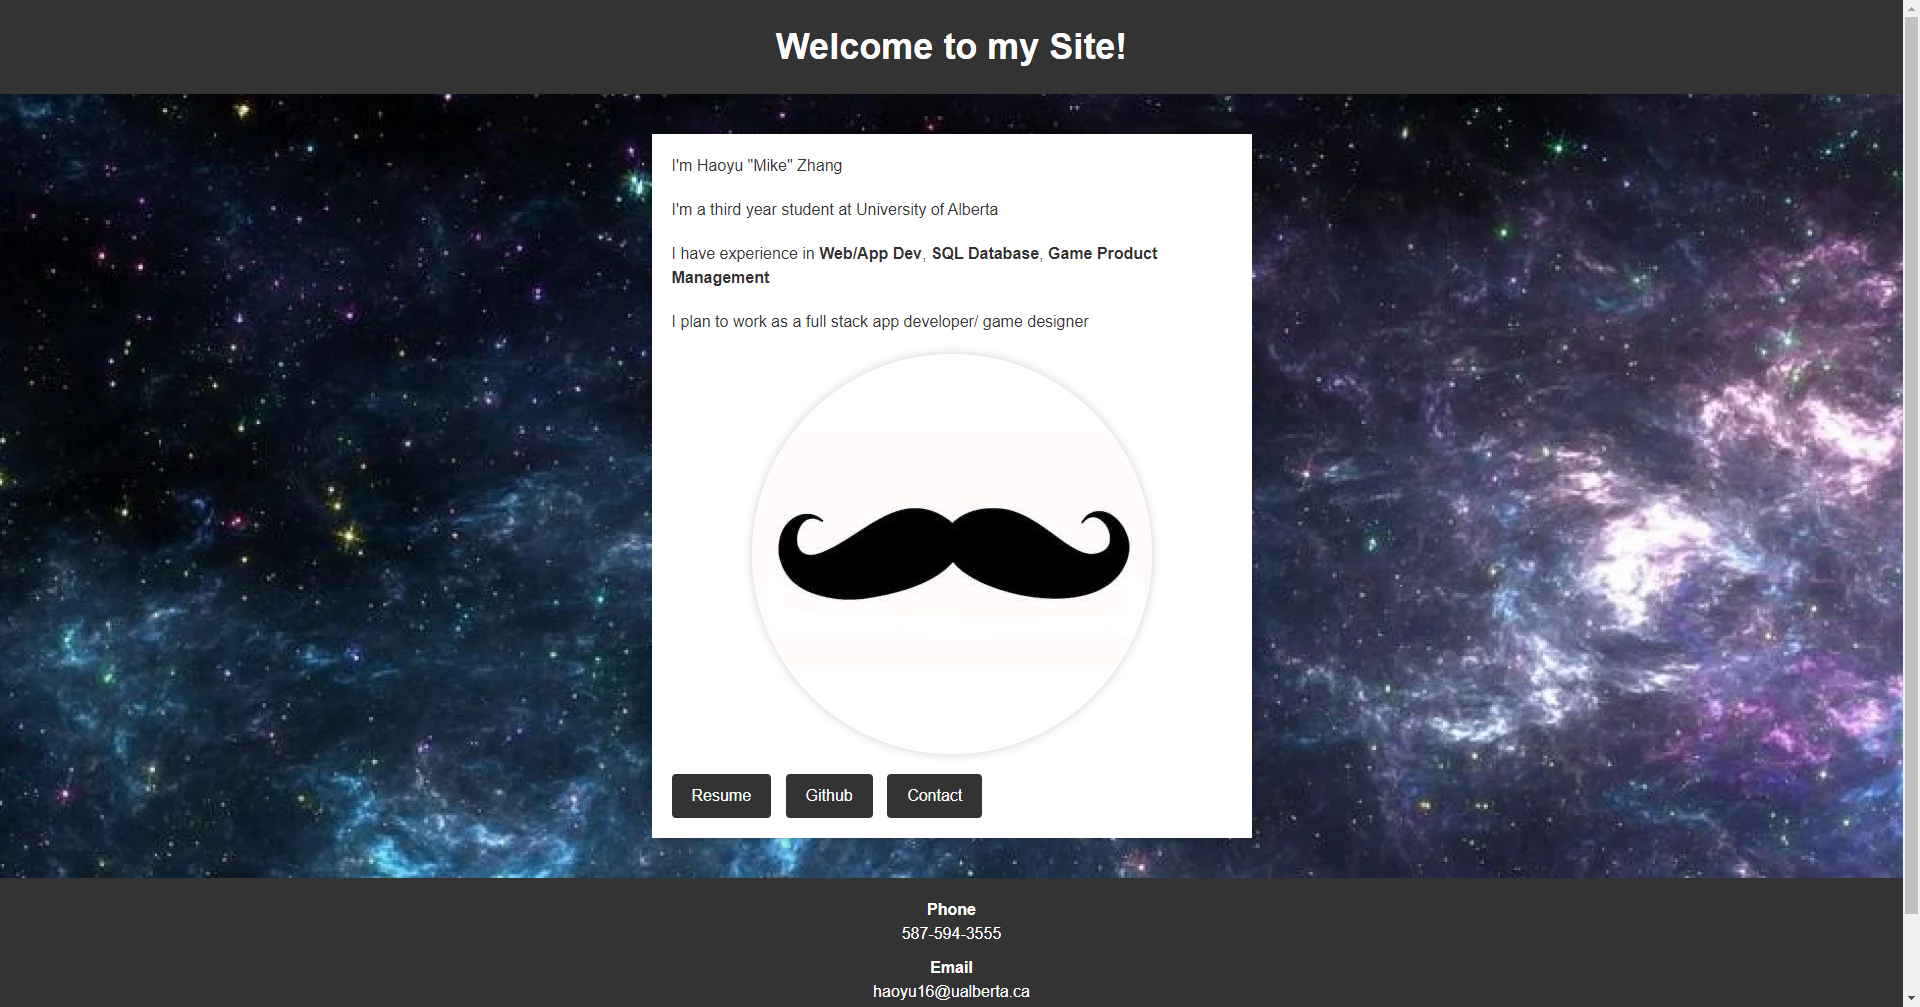 Welcome to my Site!
I'm Haoyu "Mike" Zhang
I'm a third year student at University of Alberta
I have experience in Web/App Dev, SQL Database, Game Product
Management
I plan to work as a full stack app developer/ game designer
Resume Github Contact
Phone
587-594-3555
Email
haoyu16@ualberta.ca